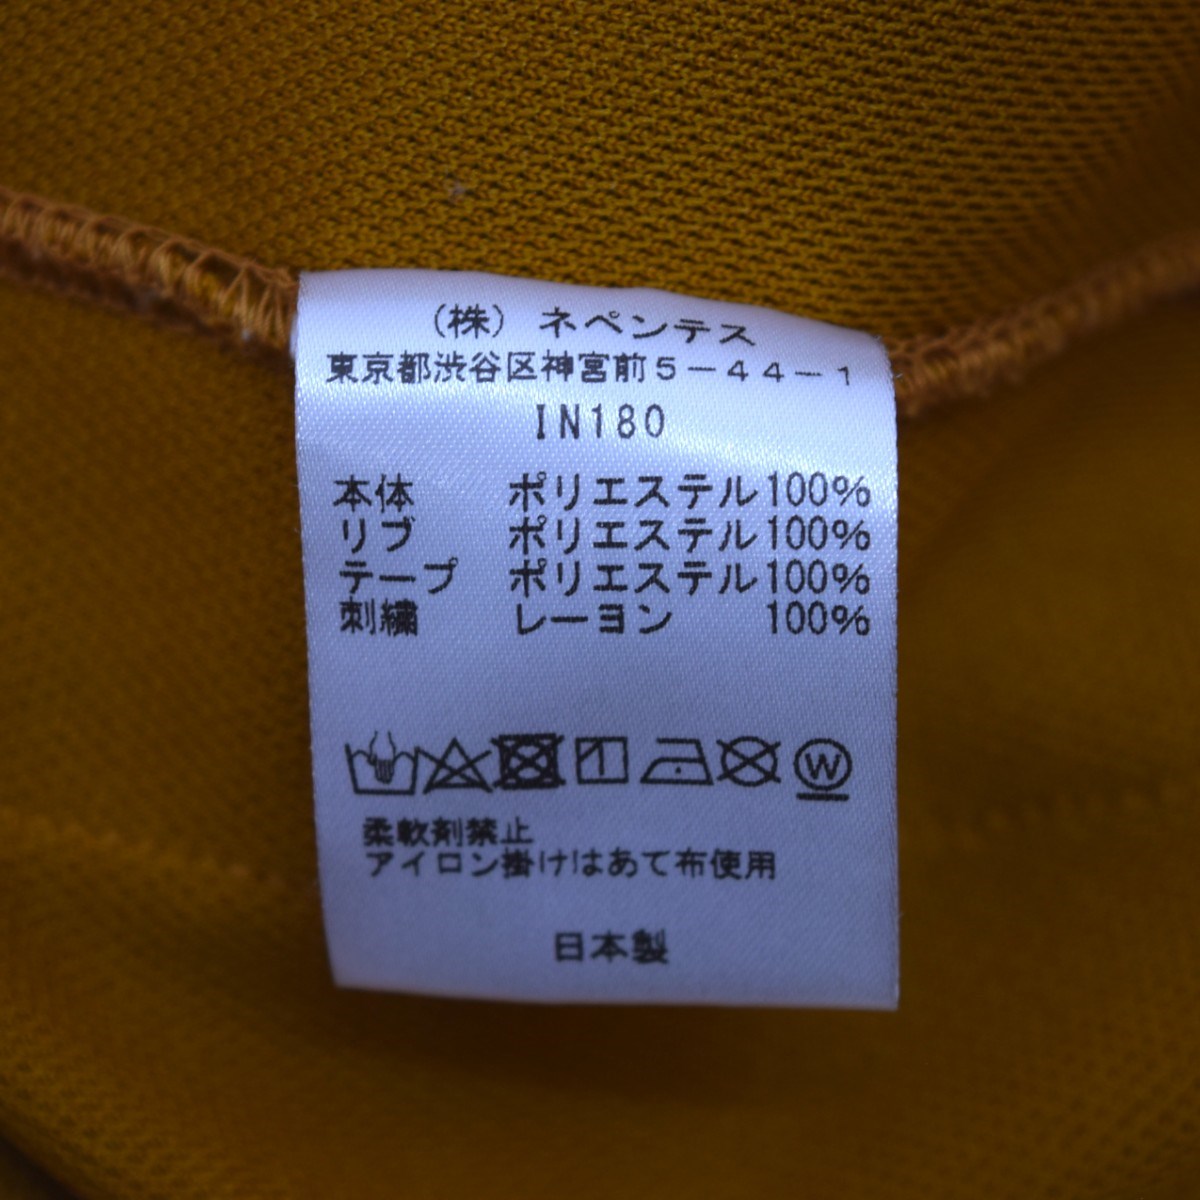 （株）ネペンテス
東京都渋谷区神宮前５－４４－１
IN180
本体 ポリエステル100%
リブ ポリエステル100%
テープ ポリエステル100%
刺繍 レーヨン 100%
W
柔軟剤禁止
アイロン掛けはあて布使用
日本製